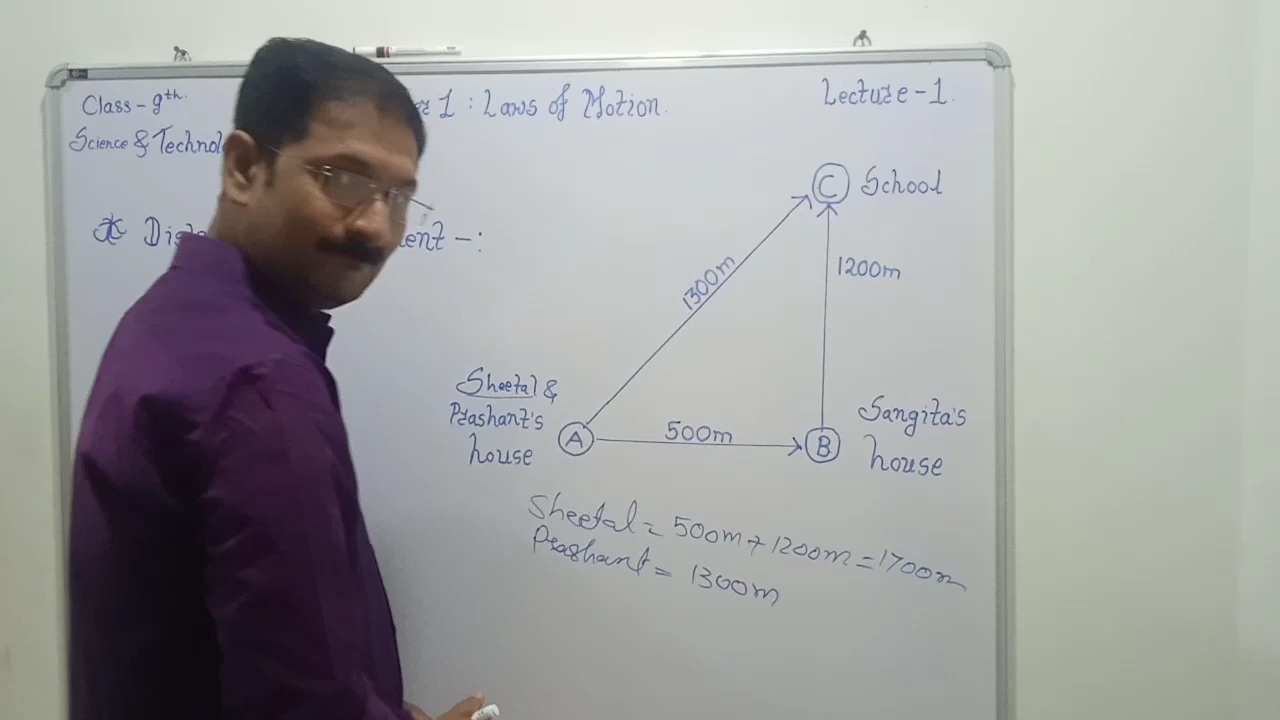 Class - 9th.
1 : Laws of Motion.
Lecture - 1.
Science & Technol
C School
* Dis
ent -:
1300m
1200m
Sheetal &
Prashant's
house
A
500m
B
Sangita's
house
Sheetal = 500m + 1200m = 1700m
Prashant = 1300m